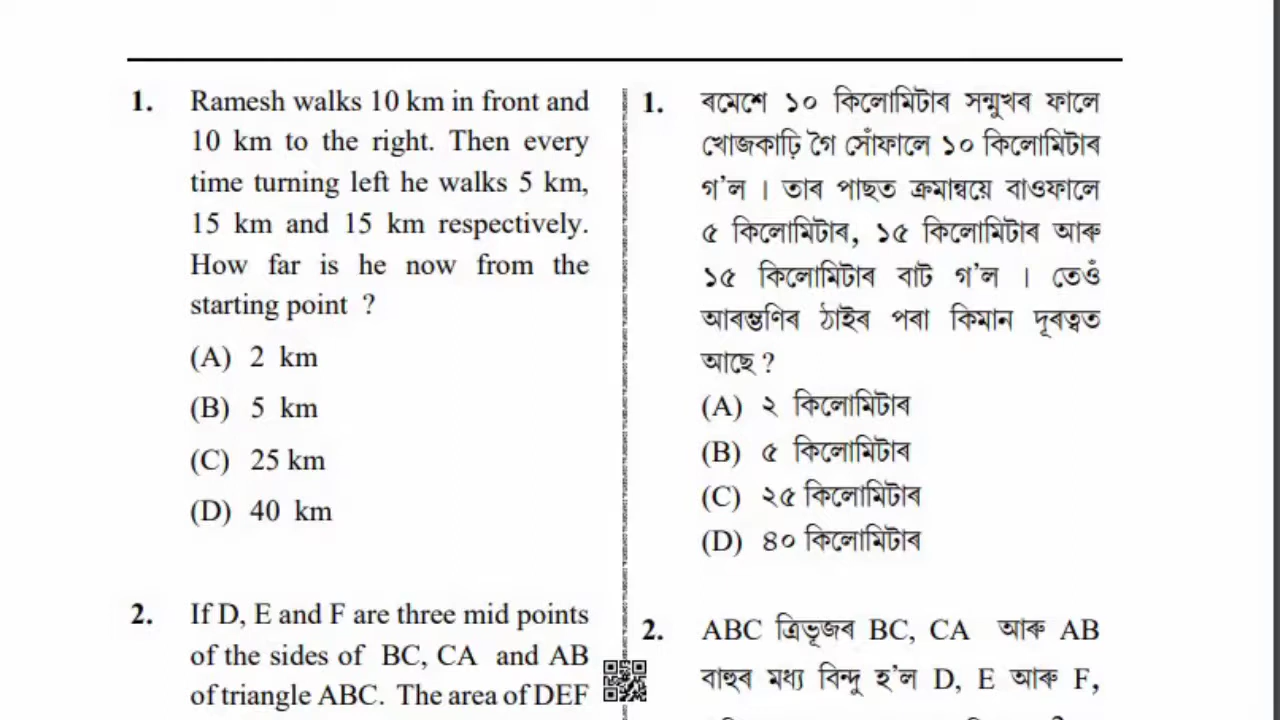 1. Ramesh walks 10 km in front and
10 km to the right. Then every
time turning left he walks 5 km,
15 km and 15 km respectively.
How far is he now from the
starting point ?
(A) 2 km
(B) 5 km
(C) 25 km
(D) 40 km
2. If D, E and F are three mid points
of the sides of BC, CA and AB
of triangle ABC. The area of DEF
1. ৰমেশে ১০ কিলোমিটাৰ সন্মুখৰ ফালে
খোজকাঢ়ি গৈ সোঁফালে ১০ কিলোমিটাৰ
গ'ল । তাৰ পাছত ক্ৰমান্বয়ে বাওফালে
৫ কিলোমিটাৰ, ১৫ কিলোমিটাৰ আৰু
১৫ কিলোমিটাৰ বাট গ'ল । তেওঁ
আৰম্ভণিৰ ঠাইৰ পৰা কিমান দূৰত্বত
আছে ?
(A) ২ কিলোমিটাৰ
(B) ৫ কিলোমিটাৰ
(C) ২৫ কিলোমিটাৰ
(D) ৪০ কিলোমিটাৰ
2. ABC ত্ৰিভূজৰ BC, CA আৰু AB
বাহুৰ মধ্য বিন্দু হ'ল D, E আৰু F,